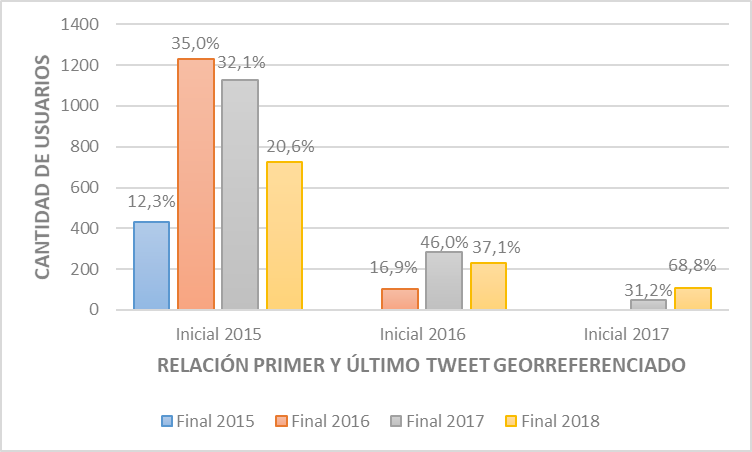 CANTIDAD DE USUARIOS
1400
1200
1000
800
600
400
200
0
12,3%
35,0%
32,1%
20,6%
16,9%
46,0%
37,1%
31,2%
68,8%
Inicial 2015
Inicial 2016
Inicial 2017
RELACIÓN PRIMER Y ÚLTIMO TWEET GEORREFERENCIADO
Final 2015
Final 2016
Final 2017
Final 2018